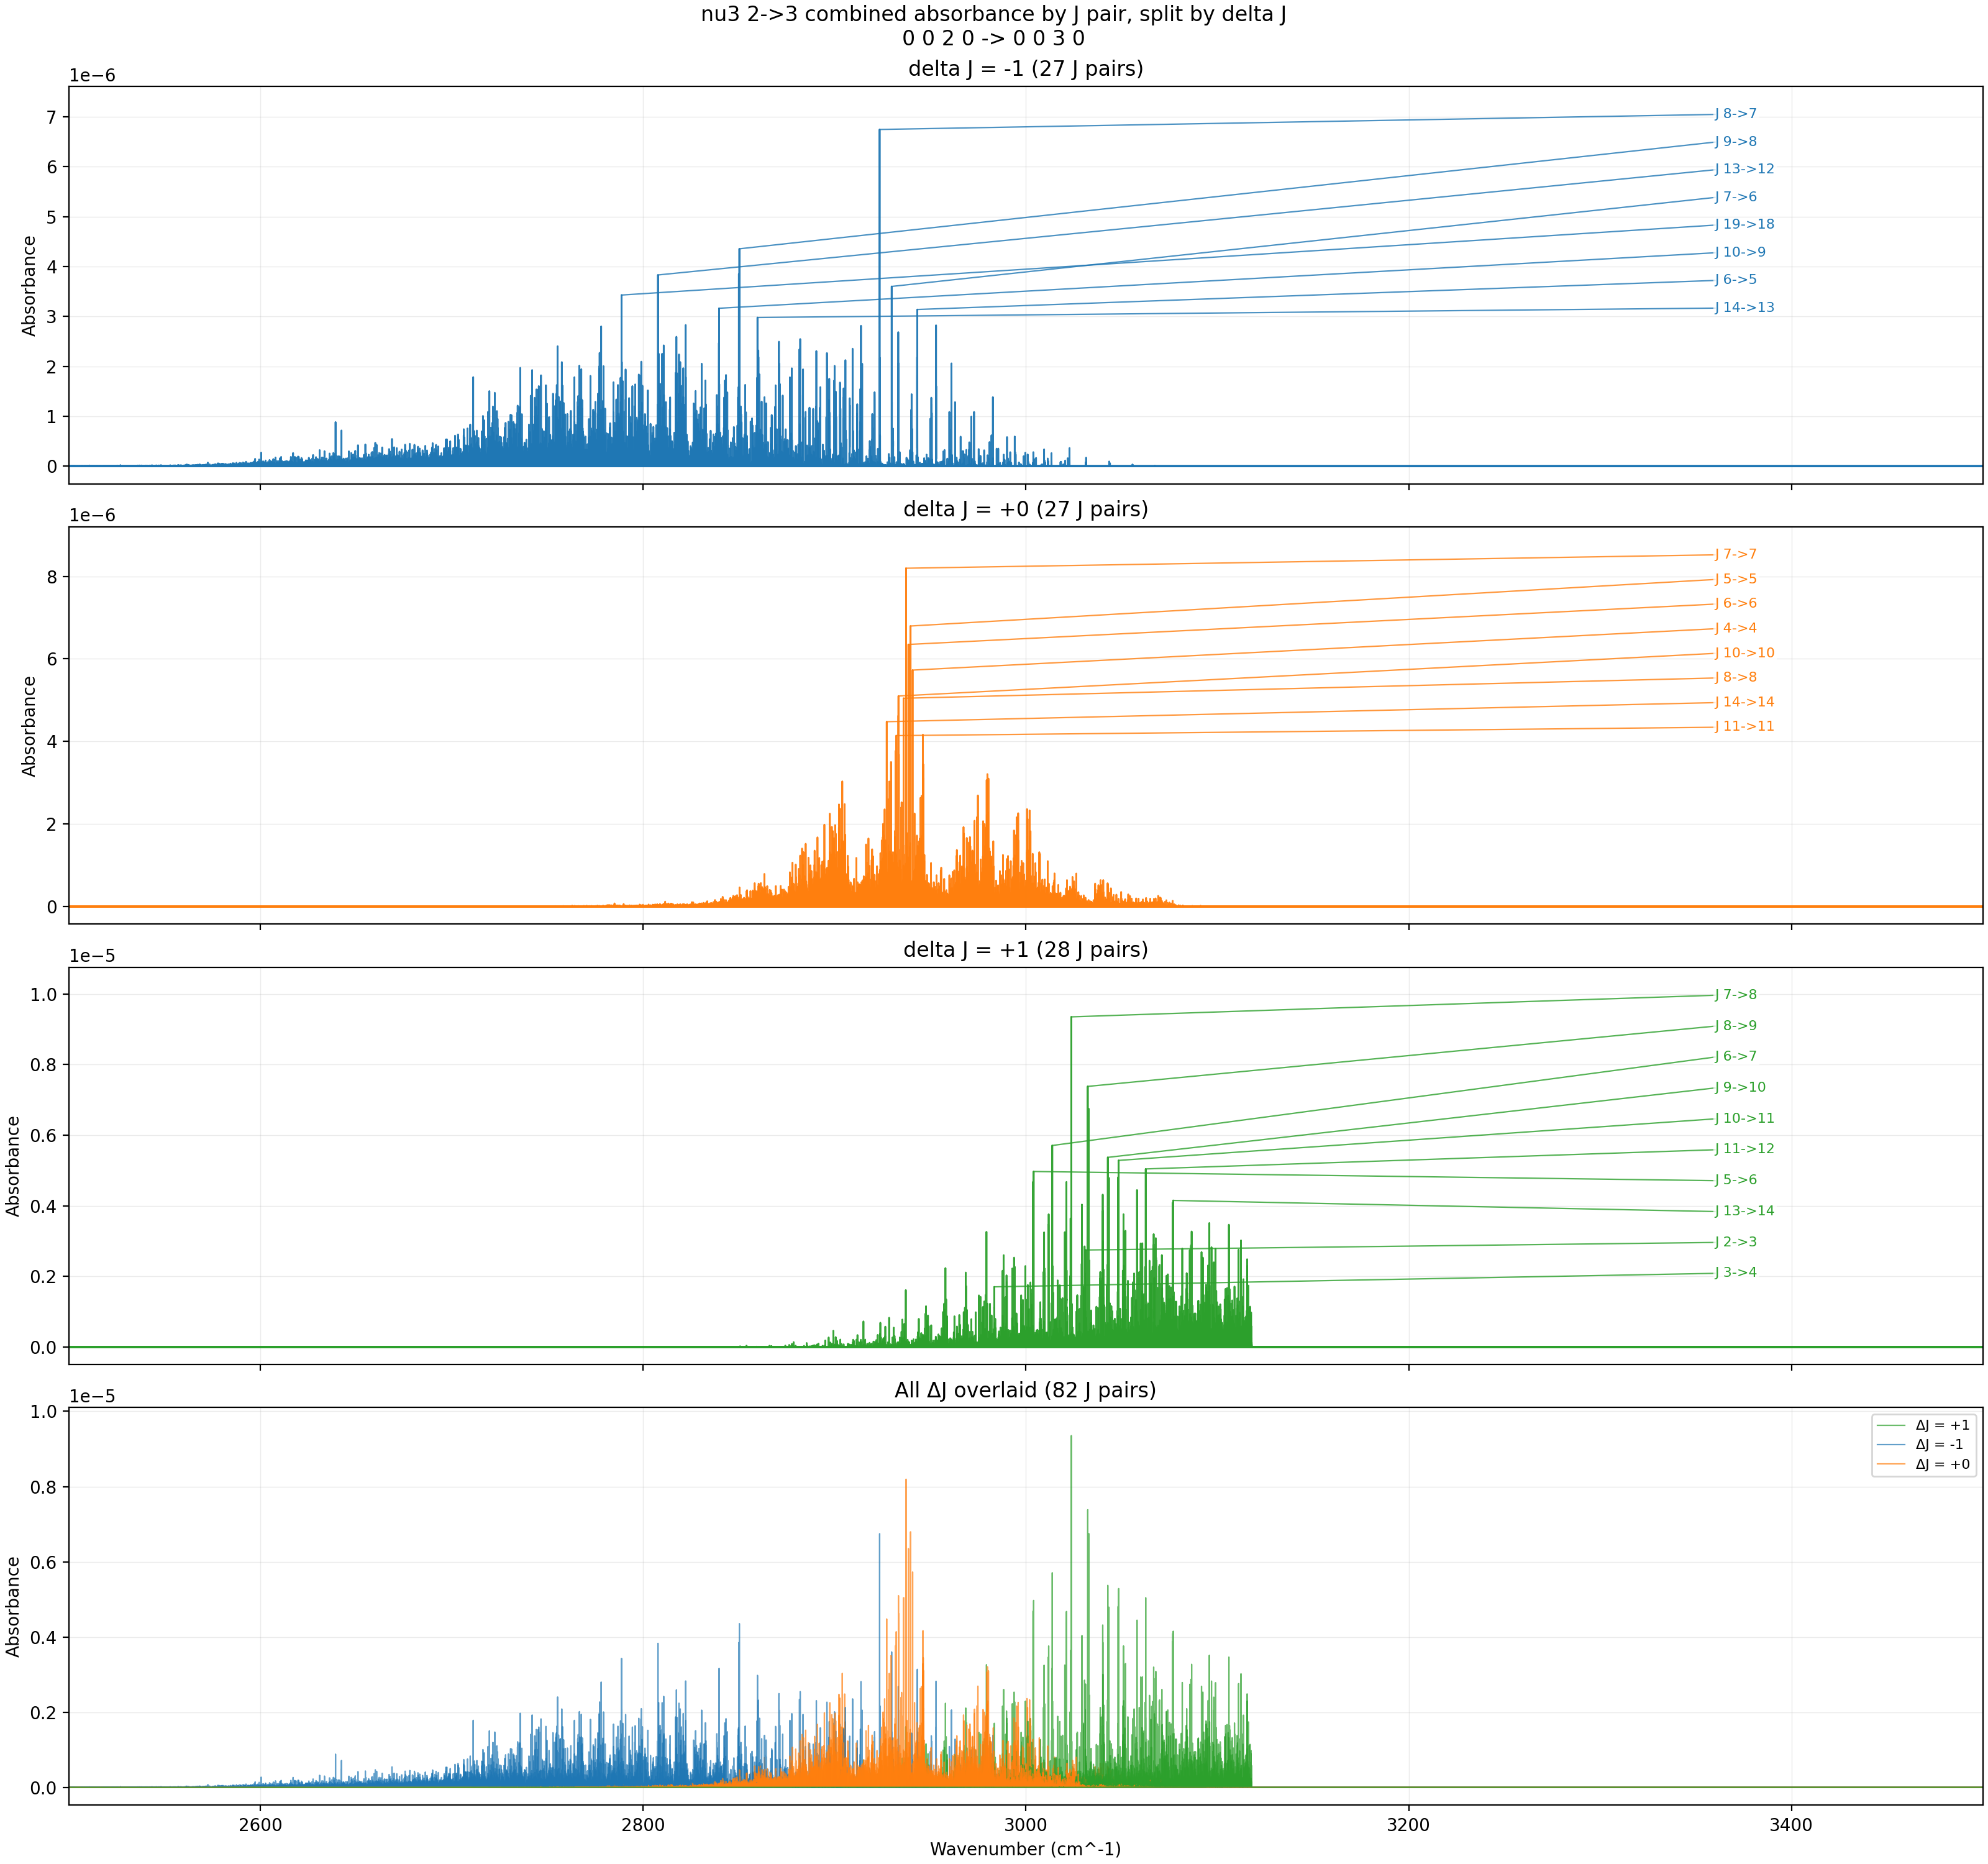 nu3 2->3 combined absorbance by J pair, split by delta J
0 0 2 0 -> 0 0 3 0
delta J = -1 (27 J pairs)
1e−6
7
6
5
4
3
2
1
0
Absorbance
J 8->7
J 9->8
J 13->12
J 7->6
J 19->18
J 10->9
J 6->5
J 14->13
delta J = +0 (27 J pairs)
1e−6
8
6
4
2
0
Absorbance
J 7->7
J 5->5
J 6->6
J 4->4
J 10->10
J 8->8
J 14->14
J 11->11
delta J = +1 (28 J pairs)
1e−5
1.0
0.8
0.6
0.4
0.2
0.0
Absorbance
J 7->8
J 8->9
J 6->7
J 9->10
J 10->11
J 11->12
J 5->6
J 13->14
J 2->3
J 3->4
All ΔJ overlaid (82 J pairs)
1e−5
1.0
0.8
0.6
0.4
0.2
0.0
Absorbance
ΔJ = +1
ΔJ = -1
ΔJ = +0
2600 2800 3000 3200 3400
Wavenumber (cm^-1)